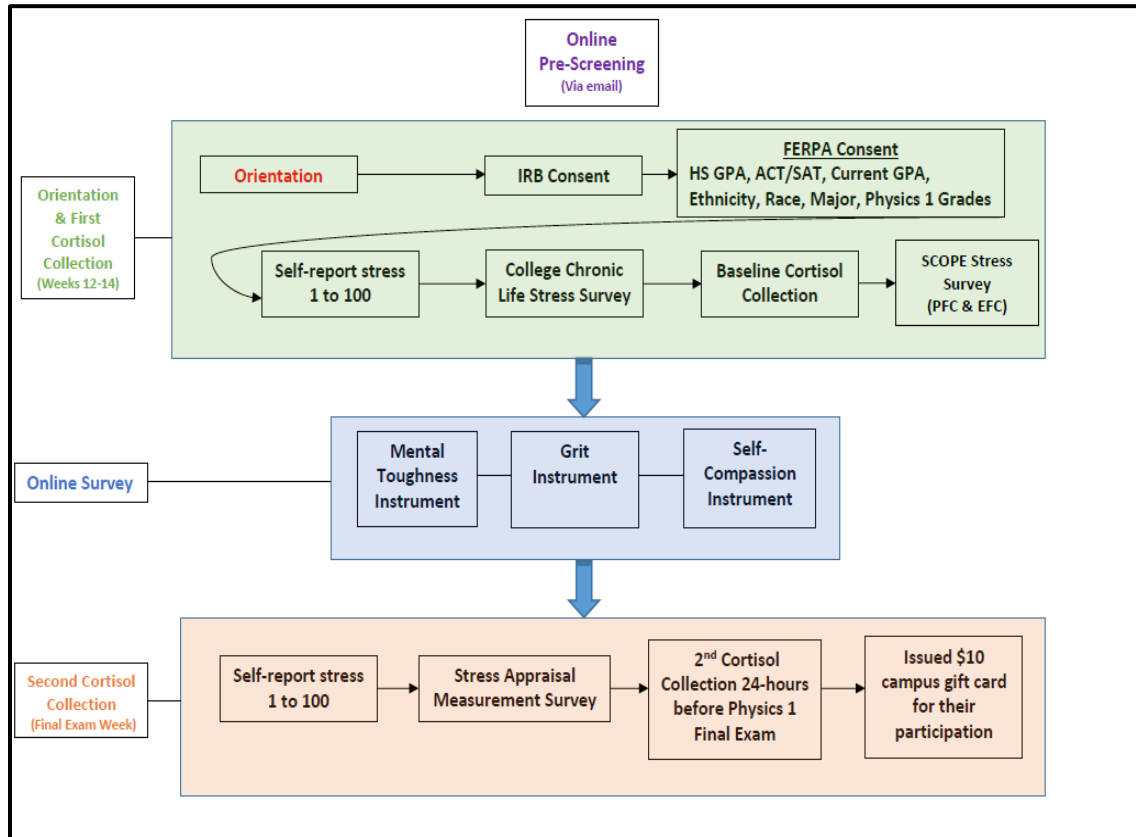 Online
Pre-Screening
(Via email)
Orientation
& First
Cortisol
Collection
(Weeks 12-14)
Orientation
IRB Consent
FERPA Consent
HS GPA, ACT/SAT, Current GPA,
Ethnicity, Race, Major, Physics 1 Grades
Self-report stress
1 to 100
College Chronic
Life Stress Survey
Baseline Cortisol
Collection
SCOPE Stress
Survey
(PFC & EFC)
Online Survey
Mental
Toughness
Instrument
Grit
Instrument
Self-
Compassion
Instrument
Second Cortisol
Collection
(Final Exam Week)
Self-report stress
1 to 100
Stress Appraisal
Measurement Survey
2nd Cortisol
Collection 24-hours
before Physics 1
Final Exam
Issued $10
campus gift card
for their
participation